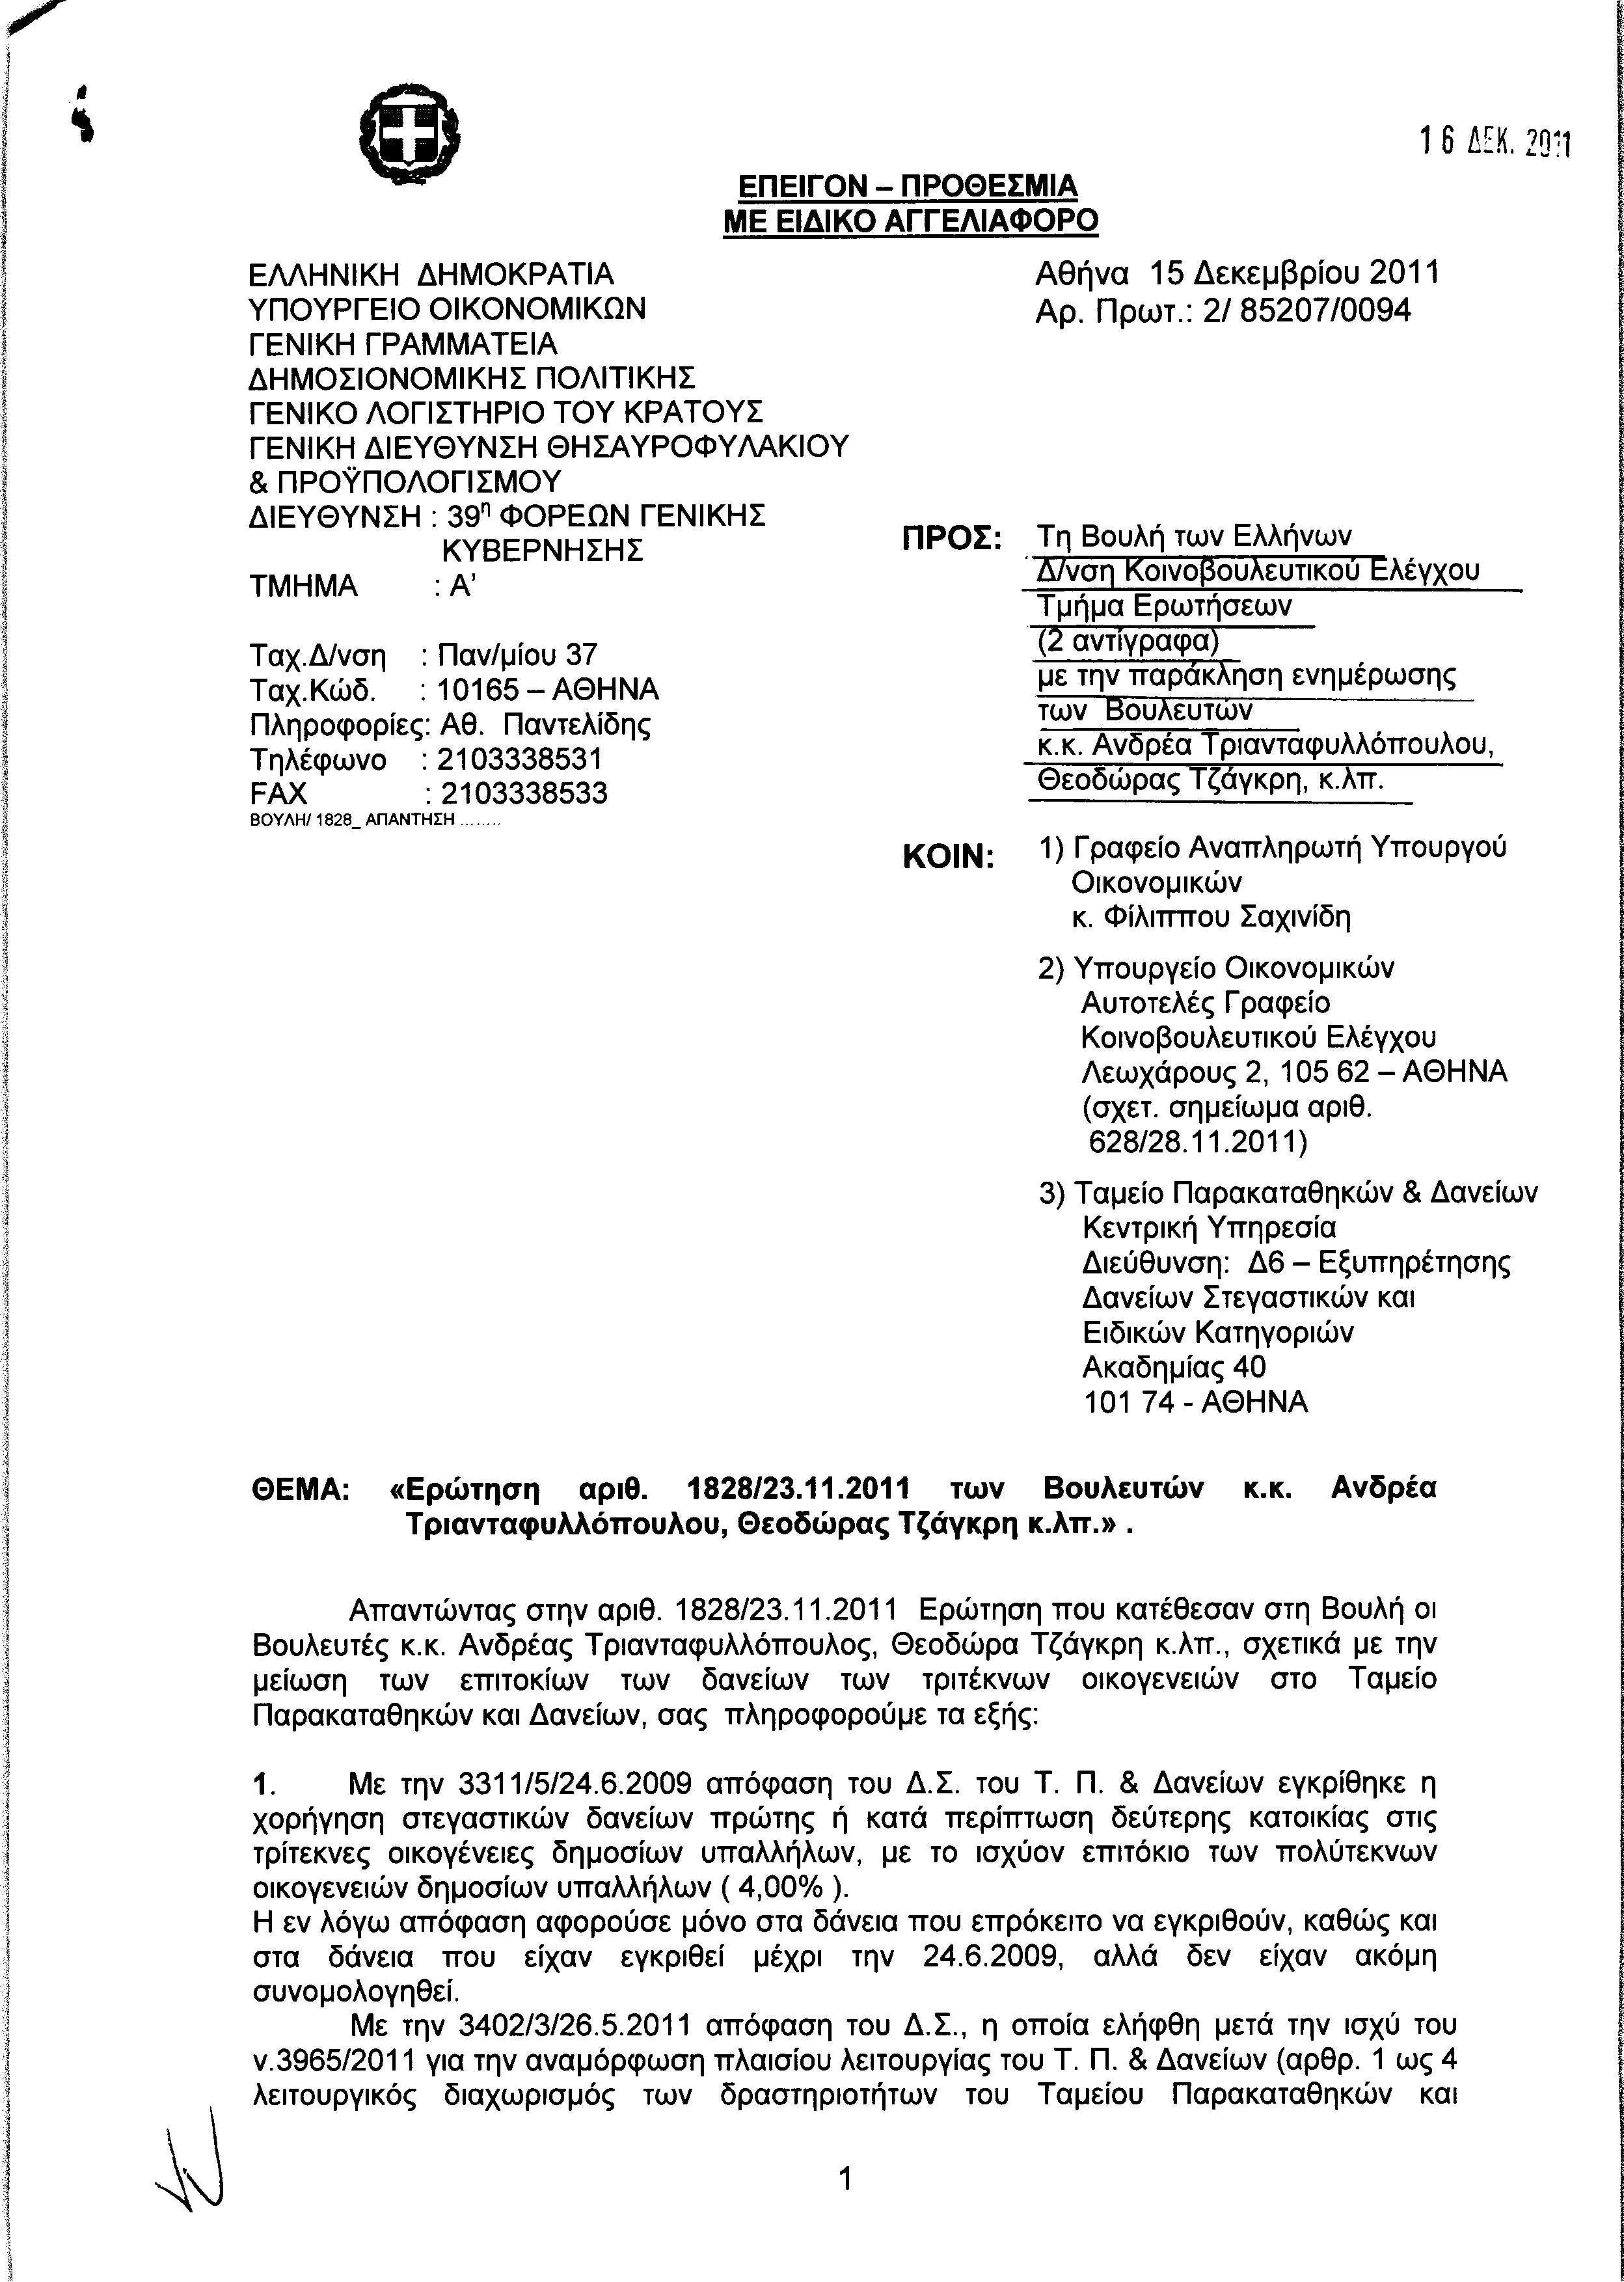 16 ΔΕΚ. 2011
ΕΠΕΙΓΟΝ – ΠΡΟΘΕΣΜΙΑ
ΜΕ ΕΙΔΙΚΟ ΑΓΓΕΛΙΑΦΟΡΟ
ΕΛΛΗΝΙΚΗ ΔΗΜΟΚΡΑΤΙΑ
ΥΠΟΥΡΓΕΙΟ ΟΙΚΟΝΟΜΙΚΩΝ
ΓΕΝΙΚΗ ΓΡΑΜΜΑΤΕΙΑ
ΔΗΜΟΣΙΟΝΟΜΙΚΗΣ ΠΟΛΙΤΙΚΗΣ
ΓΕΝΙΚΟ ΛΟΓΙΣΤΗΡΙΟ ΤΟΥ ΚΡΑΤΟΥΣ
ΓΕΝΙΚΗ ΔΙΕΥΘΥΝΣΗ ΘΗΣΑΥΡΟΦΥΛΑΚΙΟΥ
& ΠΡΟΫΠΟΛΟΓΙΣΜΟΥ
ΔΙΕΥΘΥΝΣΗ : 39η ΦΟΡΕΩΝ ΓΕΝΙΚΗΣ
ΚΥΒΕΡΝΗΣΗΣ
ΤΜΗΜΑ : Α'
Ταχ.Δ/νση : Παν/μίου 37
Ταχ.Κώδ. : 10165 – ΑΘΗΝΑ
Πληροφορίες: Αθ. Παντελίδης
Τηλέφωνο : 2103338531
FAX : 2103338533
ΒΟΥΛΗ/ 1828_ ΑΠΑΝΤΗΣΗ ........
Αθήνα 15 Δεκεμβρίου 2011
Αρ. Πρωτ.: 2/ 85207/0094
ΠΡΟΣ: Τη Βουλή των Ελλήνων
Δ/νση Κοινοβουλευτικού Ελέγχου
Τμήμα Ερωτήσεων
(2 αντίγραφα)
με την παράκληση ενημέρωσης
των Βουλευτών
κ.κ. Ανδρέα Τριανταφυλλόπουλου,
Θεοδώρας Τζάγκρη, κ.λπ.
ΚΟΙΝ: 1) Γραφείο Αναπληρωτή Υπουργού
Οικονομικών
κ. Φίλιππου Σαχινίδη
2) Υπουργείο Οικονομικών
Αυτοτελές Γραφείο
Κοινοβουλευτικού Ελέγχου
Λεωχάρους 2, 105 62 – ΑΘΗΝΑ
(σχετ. σημείωμα αριθ.
628/28.11.2011)
3) Ταμείο Παρακαταθηκών & Δανείων
Κεντρική Υπηρεσία
Διεύθυνση: Δ6 – Εξυπηρέτησης
Δανείων Στεγαστικών και
Ειδικών Κατηγοριών
Ακαδημίας 40
101 74 - ΑΘΗΝΑ
ΘΕΜΑ: «Ερώτηση αριθ. 1828/23.11.2011 των Βουλευτών κ.κ. Ανδρέα
Τριανταφυλλόπουλου, Θεοδώρας Τζάγκρη κ.λπ.» .
Απαντώντας στην αριθ. 1828/23.11.2011 Ερώτηση που κατέθεσαν στη Βουλή οι
Βουλευτές κ.κ. Ανδρέας Τριανταφυλλόπουλος, Θεοδώρα Τζάγκρη κ.λπ., σχετικά με την
μείωση των επιτοκίων των δανείων των τριτέκνων οικογενειών στο Ταμείο
Παρακαταθηκών και Δανείων, σας πληροφορούμε τα εξής:
1. Με την 3311/5/24.6.2009 απόφαση του Δ.Σ. του Τ. Π. & Δανείων εγκρίθηκε η
χορήγηση στεγαστικών δανείων πρώτης ή κατά περίπτωση δεύτερης κατοικίας στις
τρίτεκνες οικογένειες δημοσίων υπαλλήλων, με το ισχύον επιτόκιο των πολύτεκνων
οικογενειών δημοσίων υπαλλήλων ( 4,00% ).
Η εν λόγω απόφαση αφορούσε μόνο στα δάνεια που επρόκειτο να εγκριθούν, καθώς και
στα δάνεια που είχαν εγκριθεί μέχρι την 24.6.2009, αλλά δεν είχαν ακόμη
συνομολογηθεί.
Με την 3402/3/26.5.2011 απόφαση του Δ.Σ., η οποία ελήφθη μετά την ισχύ του
ν.3965/2011 για την αναμόρφωση πλαισίου λειτουργίας του Τ. Π. & Δανείων (αρθρ. 1 ως 4
λειτουργικός διαχωρισμός των δραστηριοτήτων του Ταμείου Παρακαταθηκών και
1